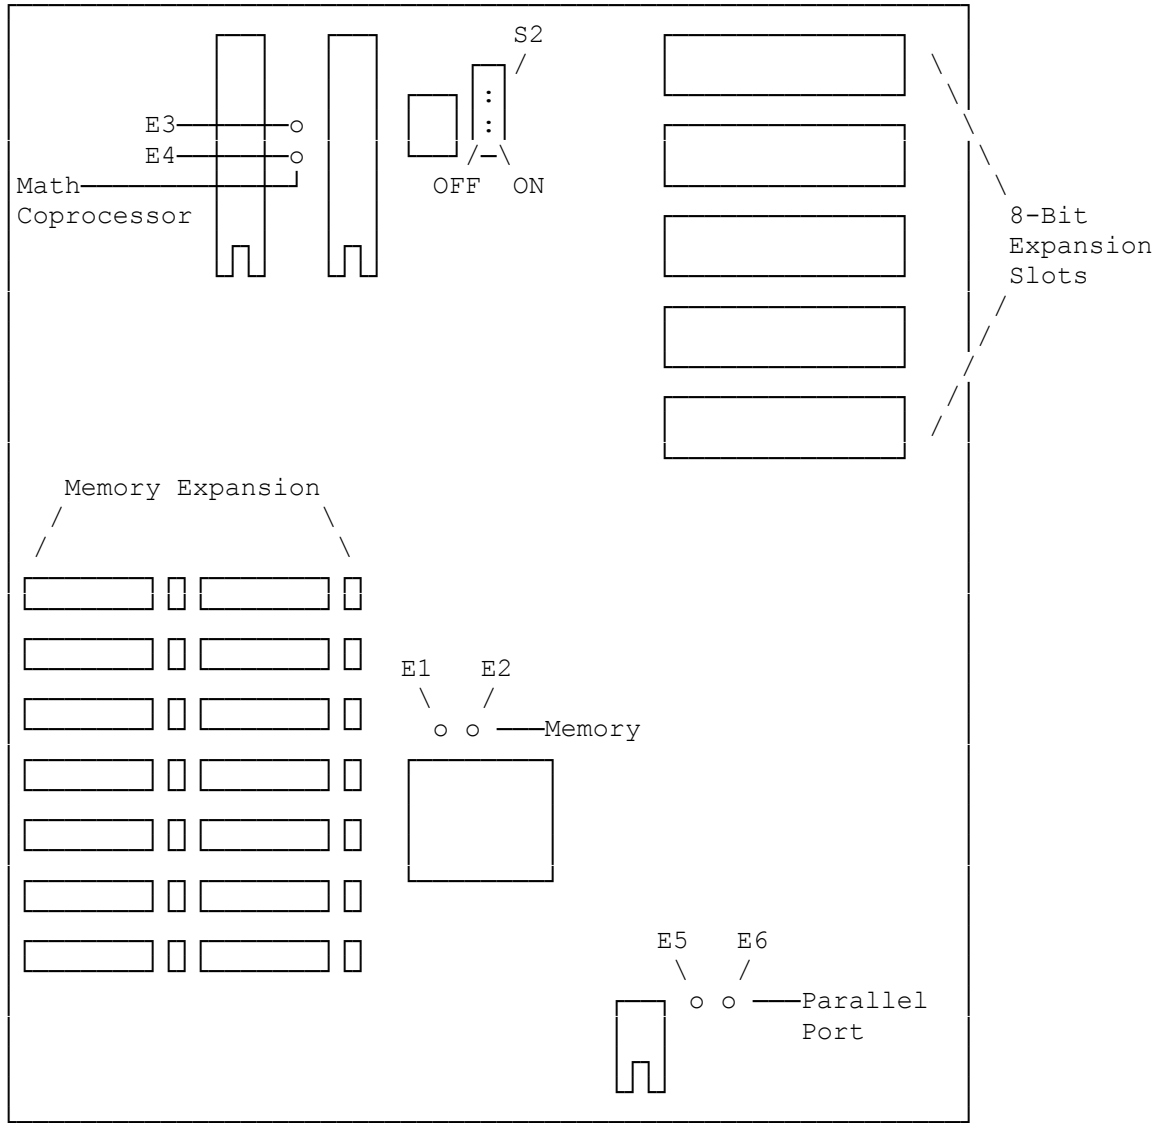 S2
E3
E4
Math
Coprocessor
OFF ON
8-Bit
Expansion
Slots
Memory Expansion
E1 E2
Memory
E5 E6
Parallel
Port